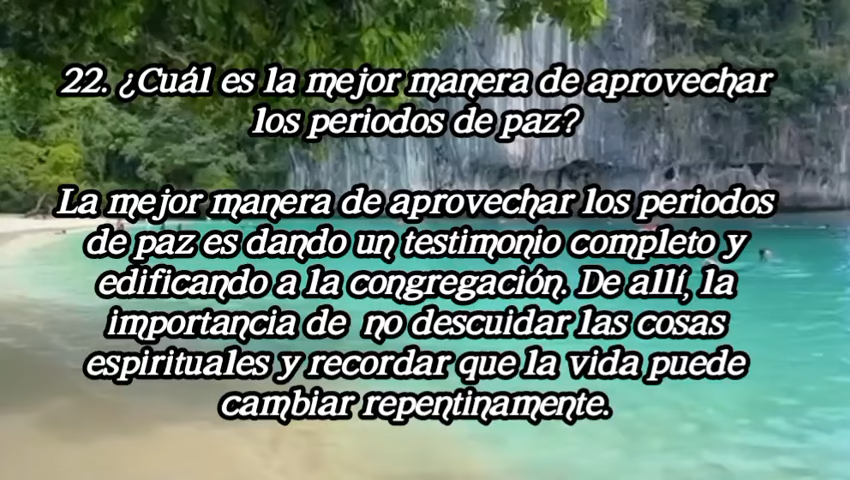 22. ¿Cuál es la mejor manera de aprovechar
los periodos de paz?
La mejor manera de aprovechar los periodos
de paz es dando un testimonio completo y
edificando a la congregación. De allí, la
importancia de no descuidar las cosas
espirituales y recordar que la vida puede
cambiar repentinamente.